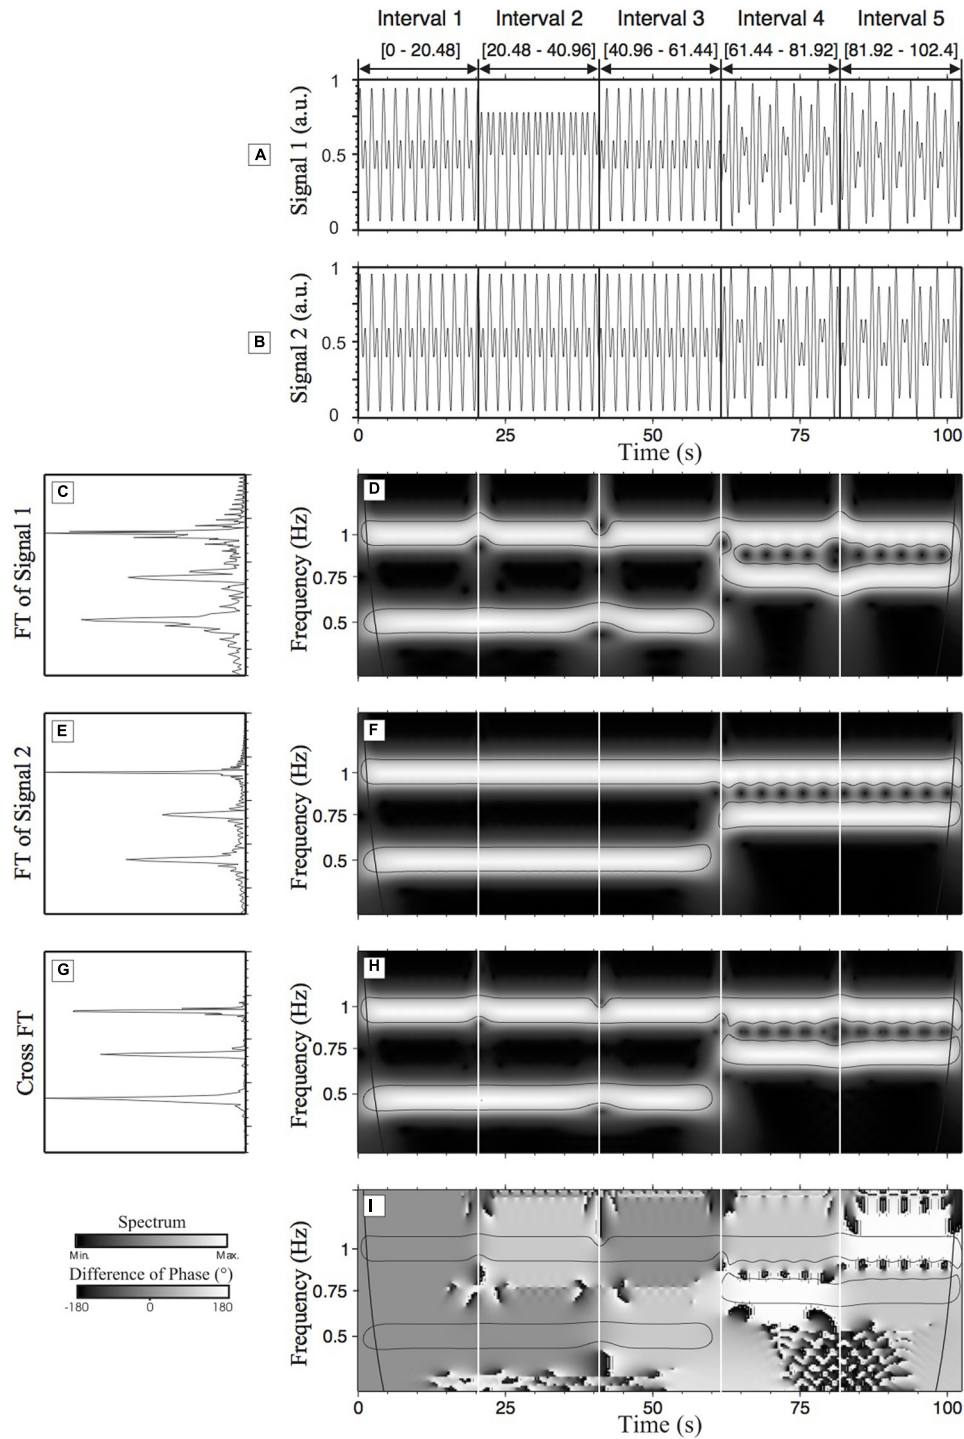 Interval 1 Interval 2 Interval 3 Interval 4 Interval 5
[0 - 20.48] [20.48 - 40.96] [40.96 - 61.44] [61.44 - 81.92] [81.92 - 102.4]
A
Signal 1 (a.u.)
1
0.5
0
B
Signal 2 (a.u.)
1
0.5
0
0 25 50 75 100
Time (s)
C
FT of Signal 1
D
Frequency (Hz)
1
0.75
0.5
E
FT of Signal 2
F
Frequency (Hz)
1
0.75
0.5
G
Cross FT
H
Frequency (Hz)
1
0.75
0.5
Spectrum
Min. Max.
Difference of Phase (°)
-180 0 180
I
Frequency (Hz)
1
0.75
0.5
0 25 50 75 100
Time (s)